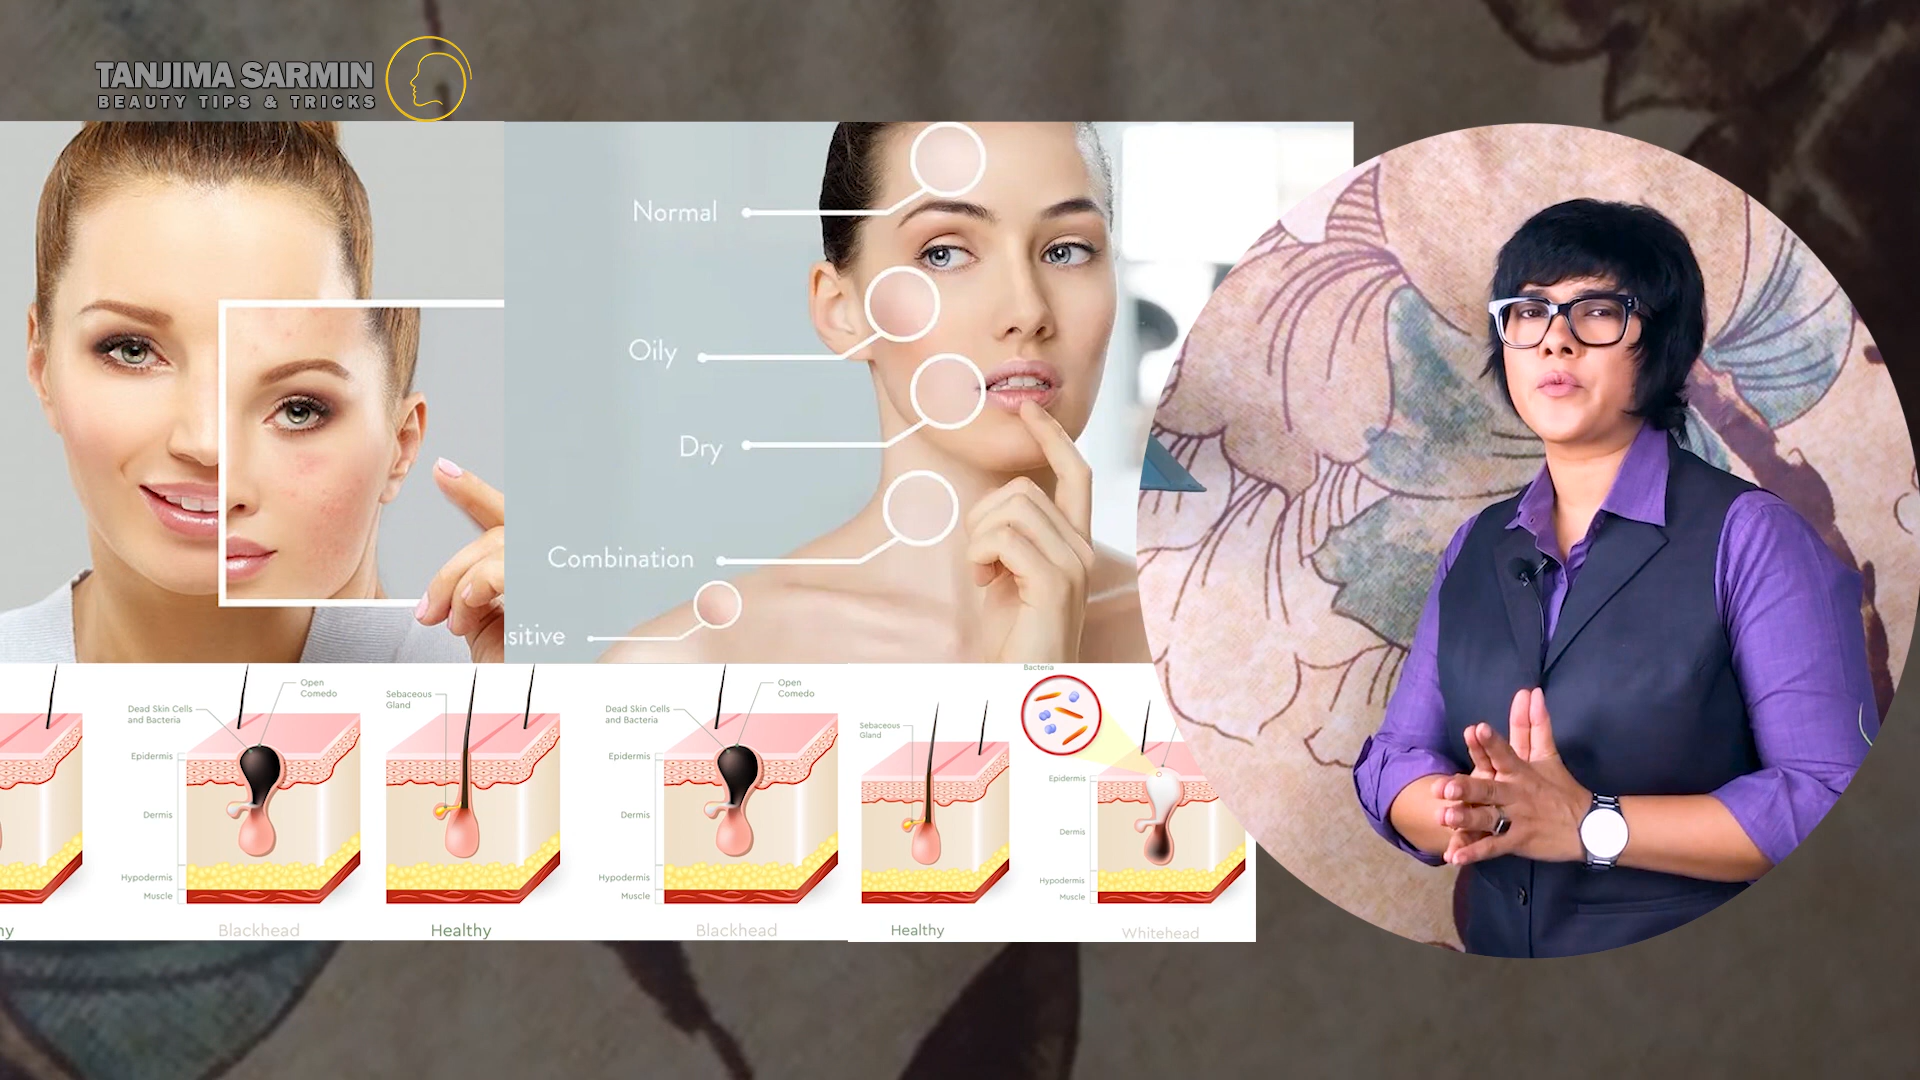 TANJIMA SARMIN
BEAUTY TIPS & TRICKS
Normal
Oily
Dry
Combination
sitive
Open
Comedo
Dead Skin Cells
and Bacteria
Epidermis
Dermis
Hypodermis
Muscle
Blackhead
Sebaceous
Gland
Healthy
Open
Comedo
Dead Skin Cells
and Bacteria
Epidermis
Dermis
Hypodermis
Muscle
Blackhead
Sebaceous
Gland
Healthy
Bacteria
Epidermis
Dermis
Hypodermis
Muscle
Whitehead